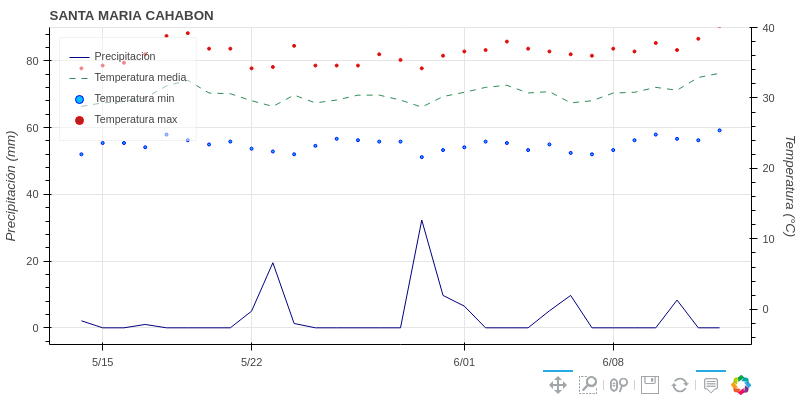 SANTA MARIA CAHABON
Precipitación
Temperatura media
Temperatura min
Temperatura max
Precipitación (mm)
80
60
40
20
0
Temperatura (°C)
40
30
20
10
0
5/15
5/22
6/01
6/08